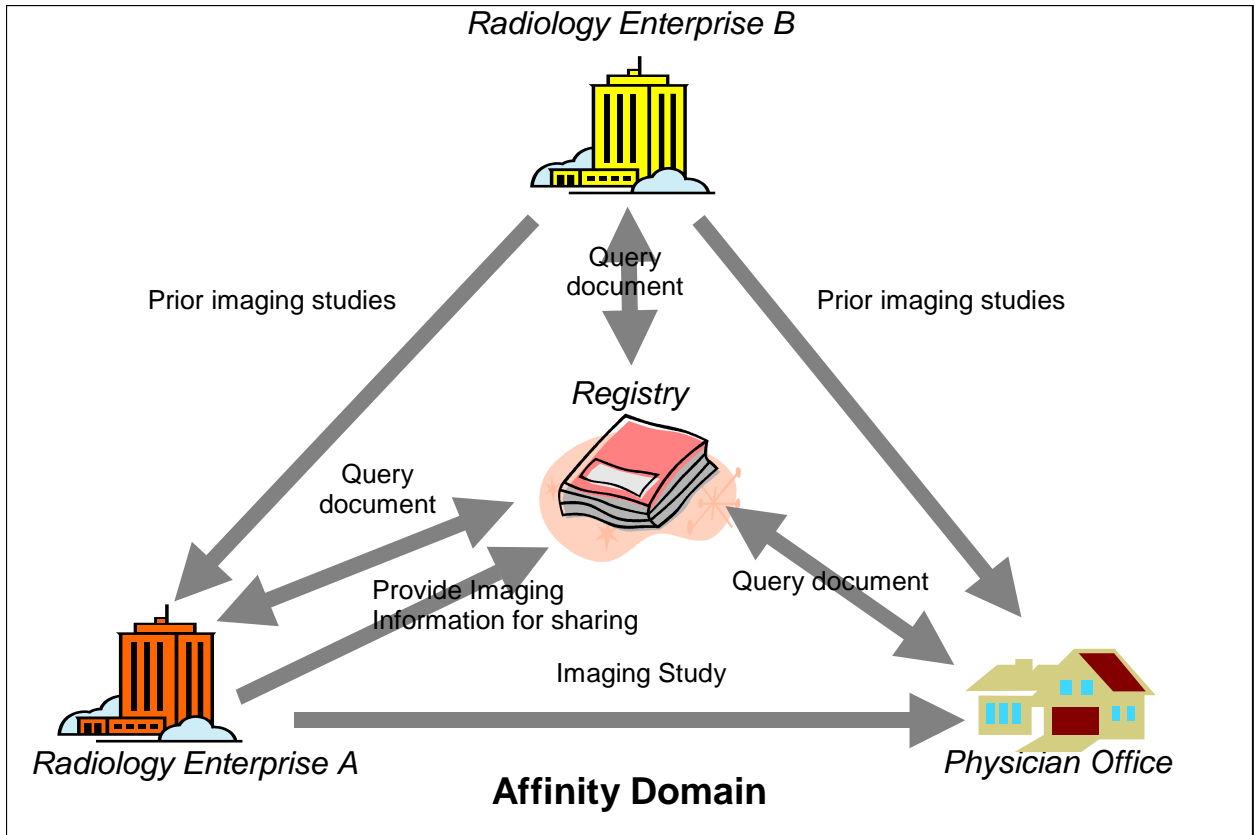 Radiology Enterprise B
Query
document
Prior imaging studies
Prior imaging studies
Registry
Query
document
Query document
Provide Imaging
Information for sharing
Imaging Study
Radiology Enterprise A
Physician Office
Affinity Domain